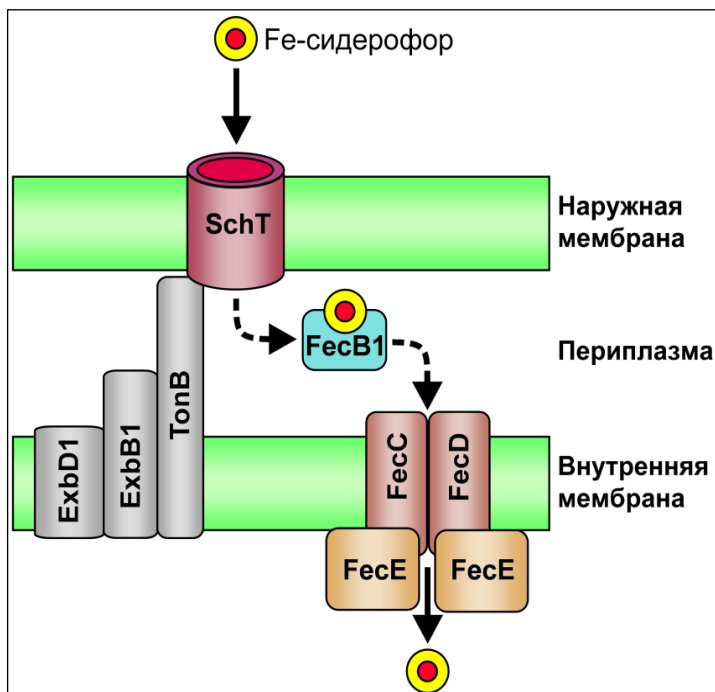 Fe-сидерофор
SchT
Наружная
мембрана
FecB1
Периплазма
TonB
ExbB1
ExbD1
FecC
FecD
Внутренняя
мембрана
FecE
FecE